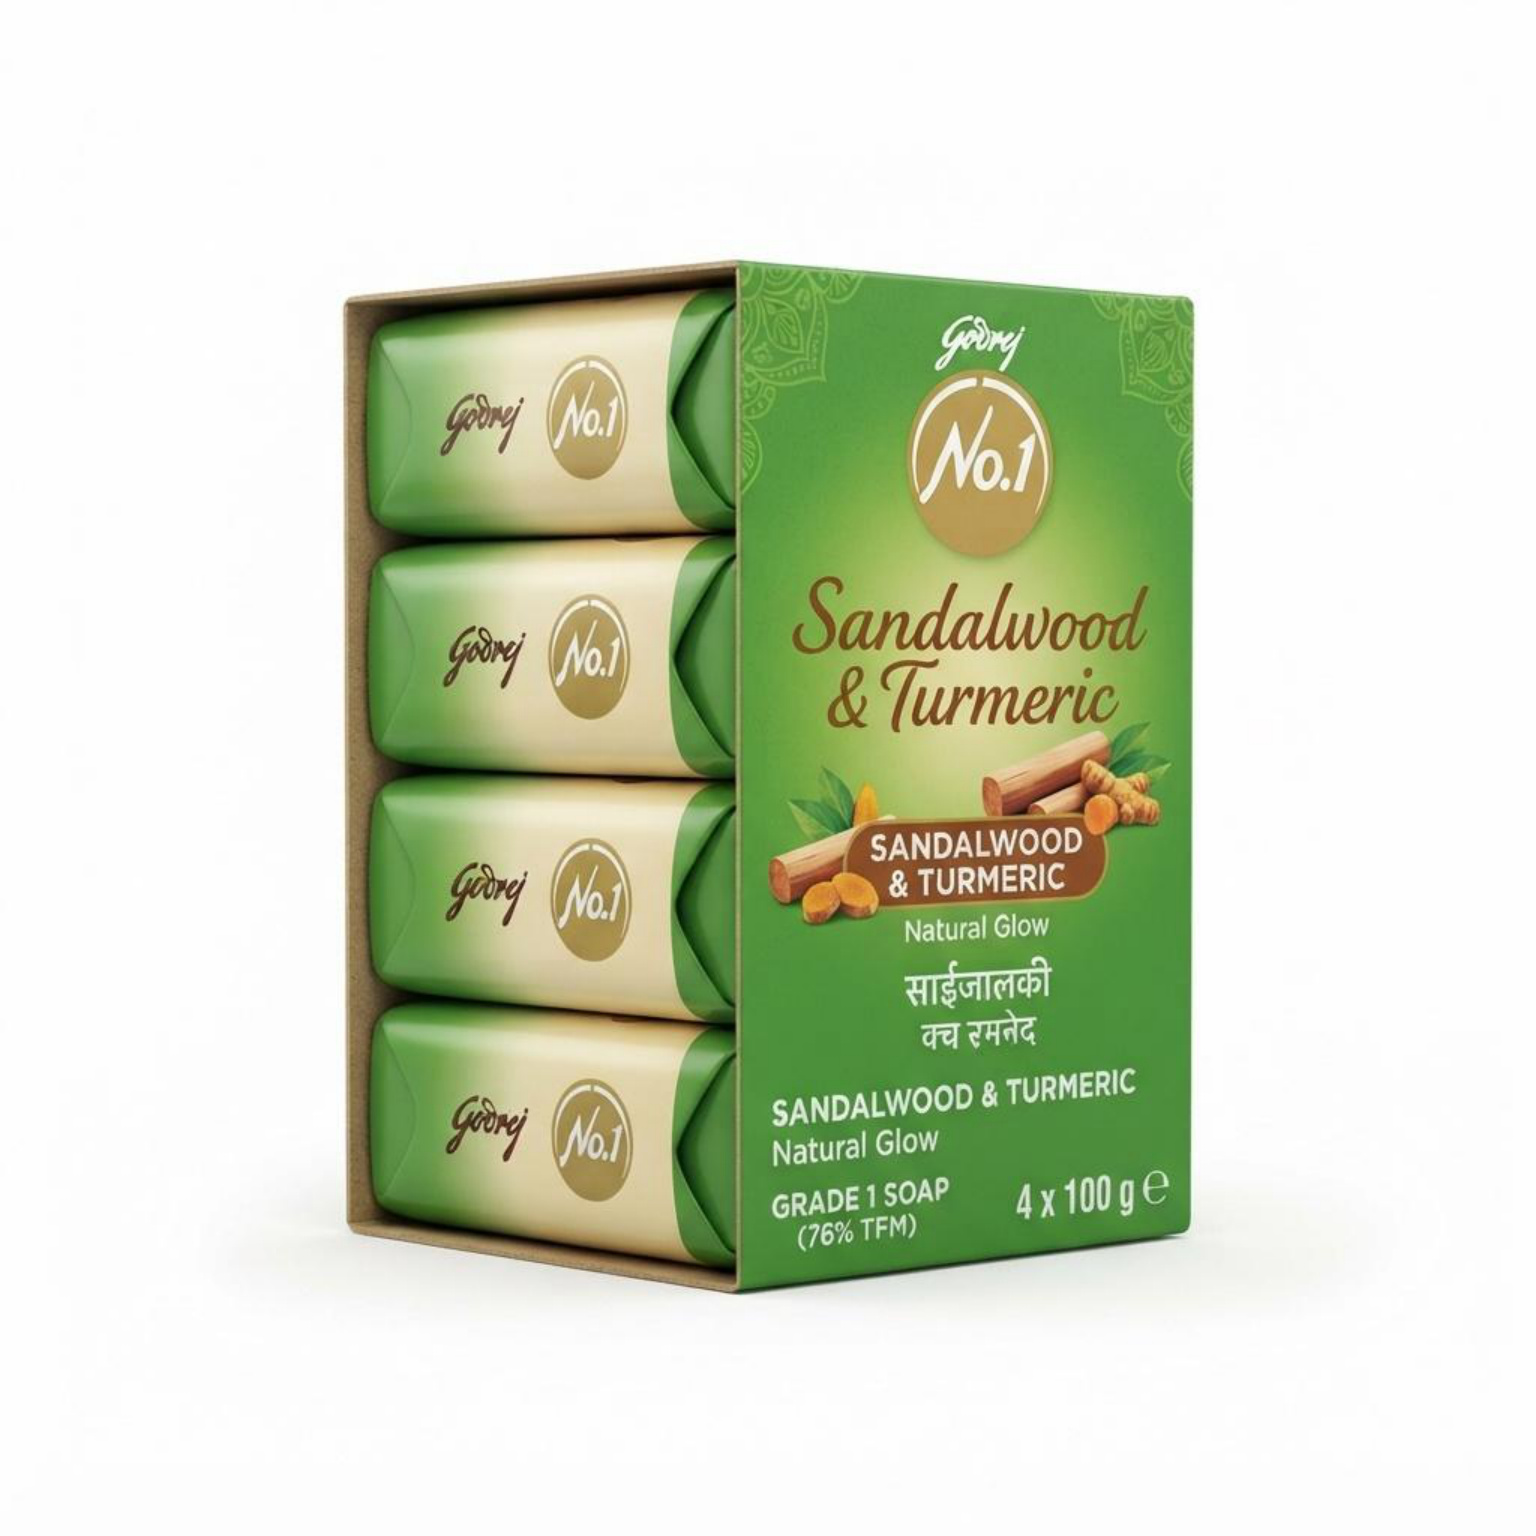 Godrej
No.1
Godrej
No.1
Godrej
No.1
Godrej
No.1
Godrej
No.1
Sandalwood
& Turmeric
SANDALWOOD
& TURMERIC
Natural Glow
साईजालकी
क्च रमनेद
SANDALWOOD & TURMERIC
Natural Glow
GRADE 1 SOAP
(76% TFM)
4 x 100 g ℮